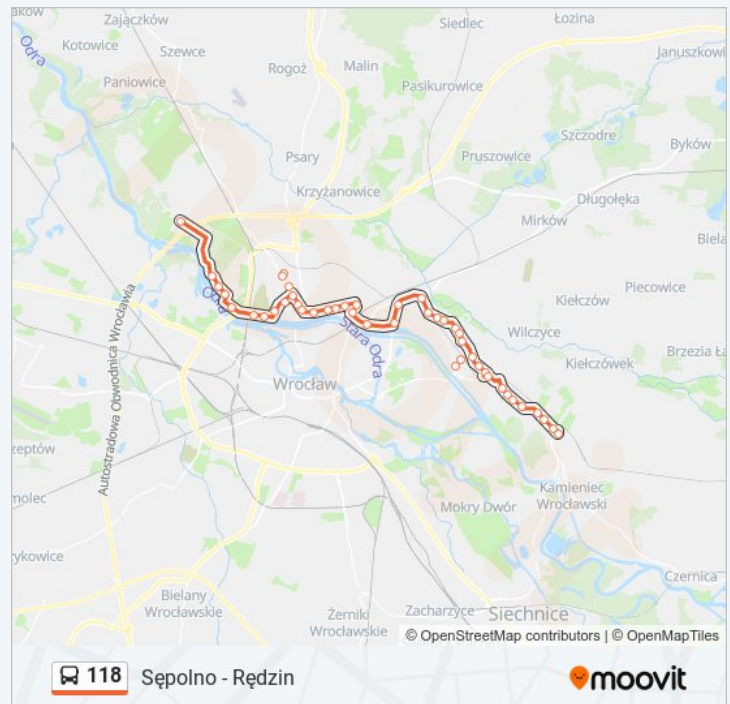 Zajączków
Siedlec
Łozina
Kotowice
Szewce
Januszkowi
Odra
Rogoż
Malin
Paniowice
Pasikurowice
Szczodre
Byków
Psary
Pruszowice
Krzyżanowice
Długołęka
Mirków
Biela
Autostradowa Obwodnica Wrocławia
Odra
Stara Odra
Kiełczów
Piecowice
Wilczyce
Kiełczówek
Brzezia Ła
Wrocław
zeptów
molec
Kamieniec
Wrocławski
Mokry Dwór
ykowice
Czernica
Bielany
Wrocławskie
Żerniki
Wrocławskie
Zacharzyce
Siechnice
© OpenStreetMap contributors | © OpenMapTiles
118 Sępolno - Rędzin
moovit